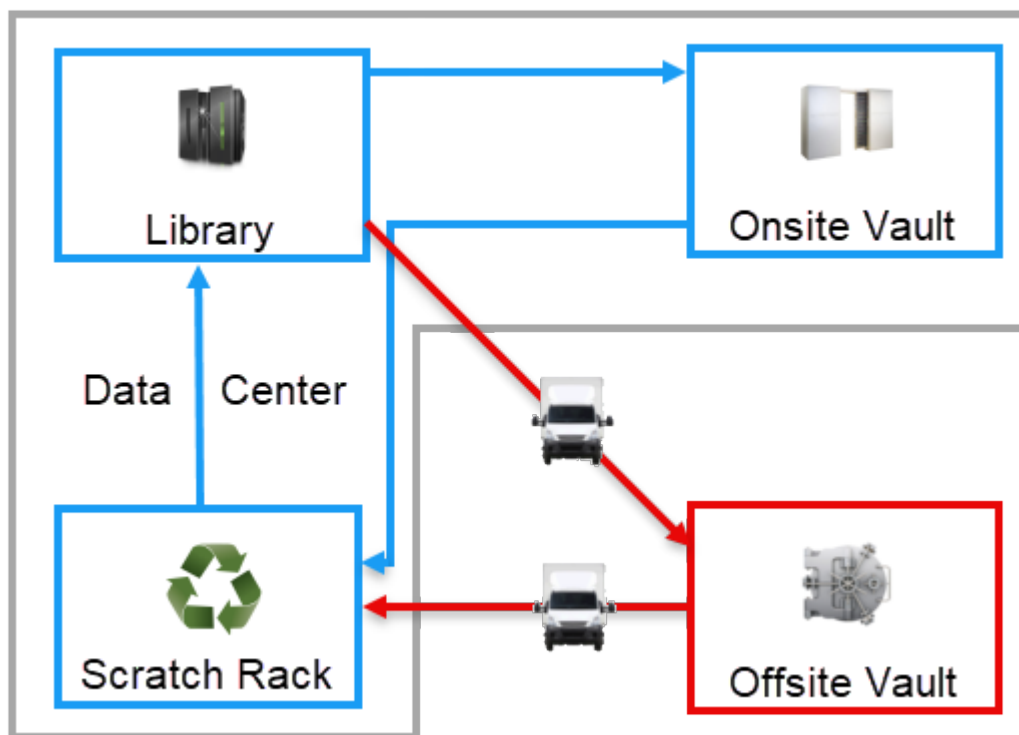 Library
Onsite Vault
Data Center
Scratch Rack
Offsite Vault